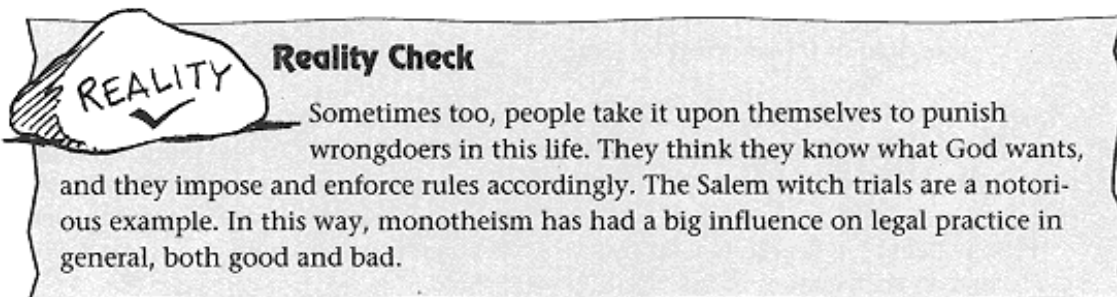 Reality Check
REALITY
Sometimes too, people take it upon themselves to punish
wrongdoers in this life. They think they know what God wants,
and they impose and enforce rules accordingly. The Salem witch trials are a notori-
ous example. In this way, monotheism has had a big influence on legal practice in
general, both good and bad.